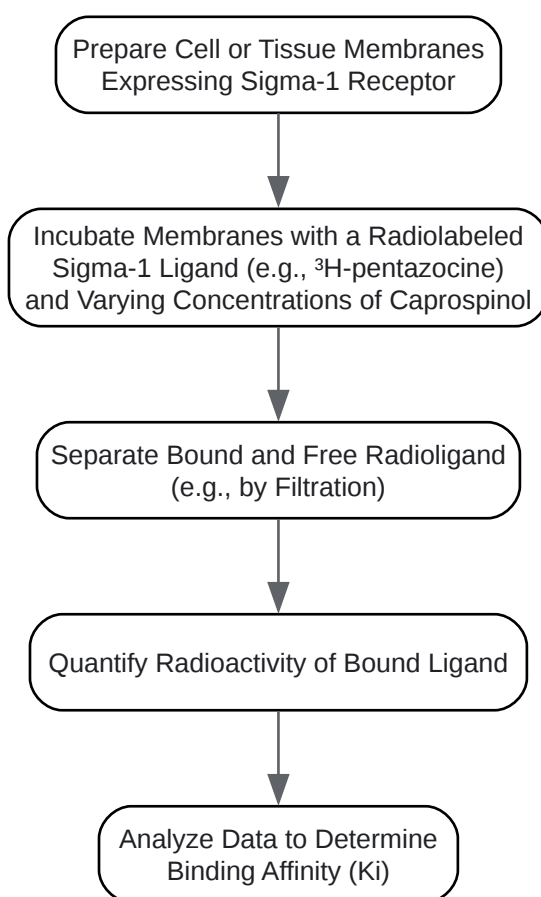 Prepare Cell or Tissue Membranes
Expressing Sigma-1 Receptor
Incubate Membranes with a Radiolabeled
Sigma-1 Ligand (e.g., ³H-pentazocine)
and Varying Concentrations of Caprospinol
Separate Bound and Free Radioligand
(e.g., by Filtration)
Quantify Radioactivity of Bound Ligand
Analyze Data to Determine
Binding Affinity (Ki)